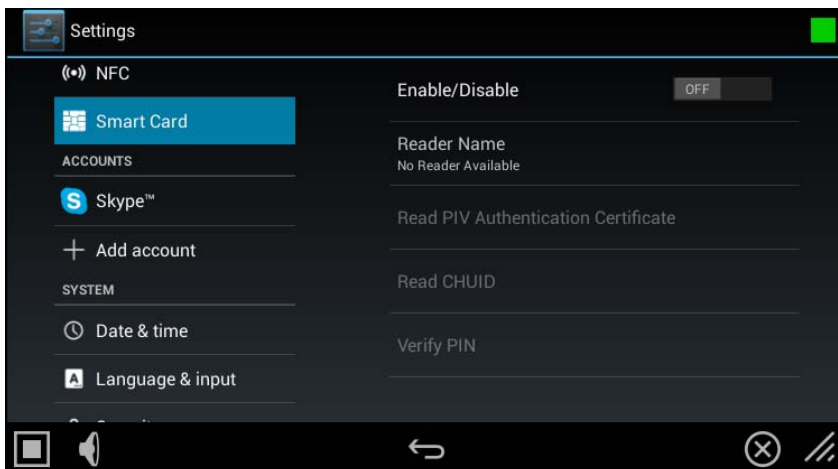 Settings
NFC
Smart Card
ACCOUNTS
Skype™
Add account
SYSTEM
Date & time
A
Language & input
Enable/Disable
OFF
Reader Name
No Reader Available
Read PIV Authentication Certificate
Read CHUID
Verify PIN